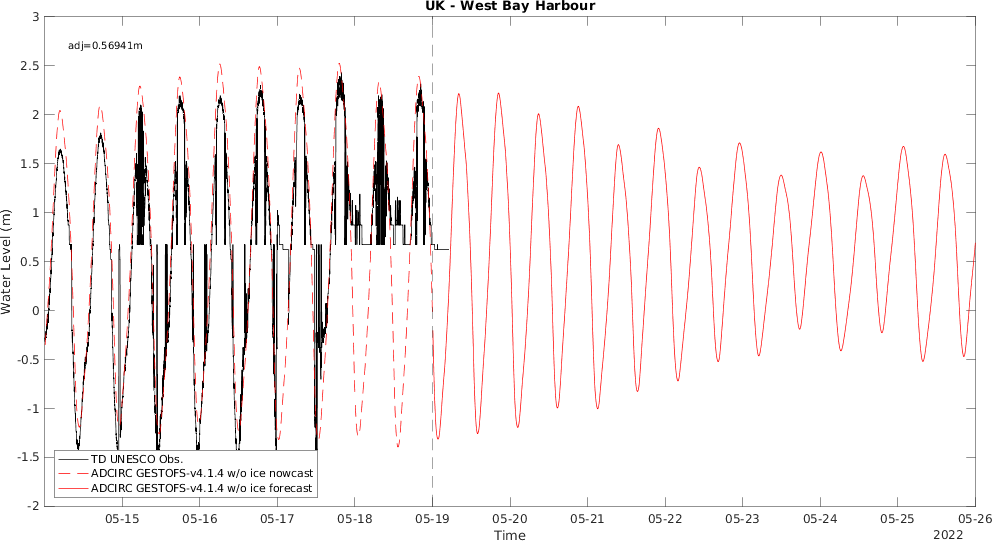 UK - West Bay Harbour
adj=0.56941m
3
2.5
2
1.5
1
0.5
0
-0.5
-1
-1.5
-2
Water Level (m)
TD UNESCO Obs.
ADCIRC GESTOFS-v4.1.4 w/o ice nowcast
ADCIRC GESTOFS-v4.1.4 w/o ice forecast
05-15 05-16 05-17 05-18 05-19 05-20 05-21 05-22 05-23 05-24 05-25 05-26
Time
2022